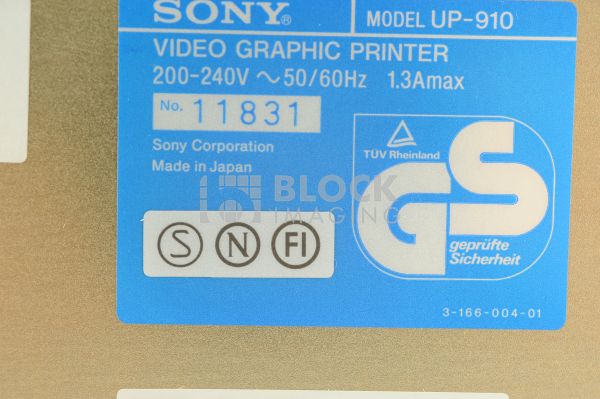 SONY®
MODEL UP-910
VIDEO GRAPHIC PRINTER
200-240V ~ 50/60Hz 1.3Amax
No. 11831
Sony Corporation
Made in Japan
TÜV Rheinland
GS
geprüfte
Sicherheit
BLOCK
IMAGING
S N FI
3-166-004-01